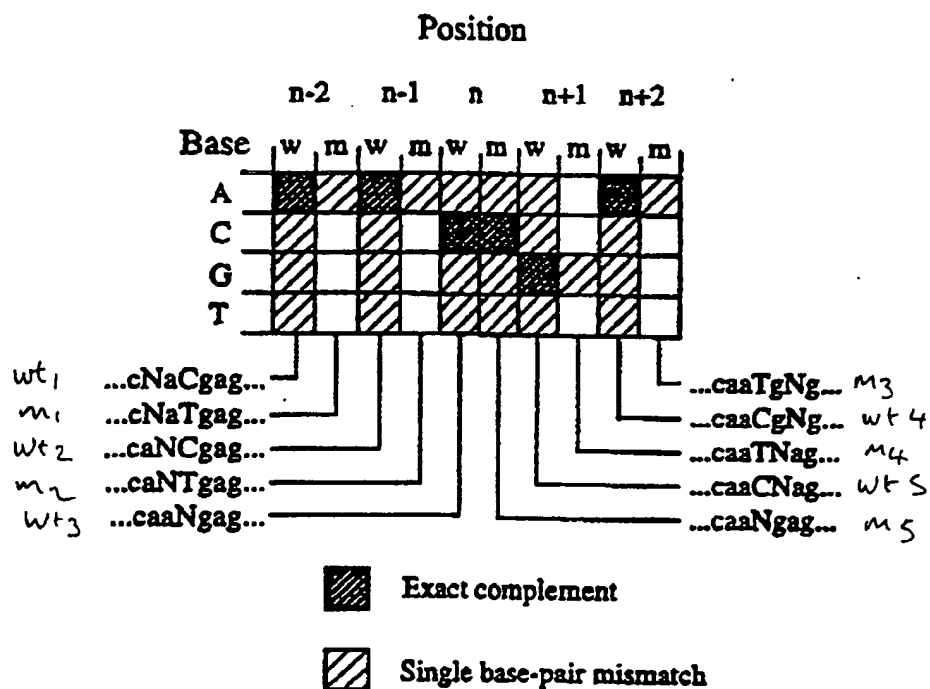 Position
n-2 n-1 n n+1 n+2
Base w m w m w m w m w m
A
C
G
T
wt1 ...cNaCgag...
m1 ...cNaTgag...
wt2 ...caNCgag...
m2 ...caNTgag...
wt3 ...caaNgag...
...caaTgNg... m3
...caaCgNg... wt4
...caaTNag... m4
...caaCNag... wt5
...caaNgag... m5
Exact complement
Single base-pair mismatch